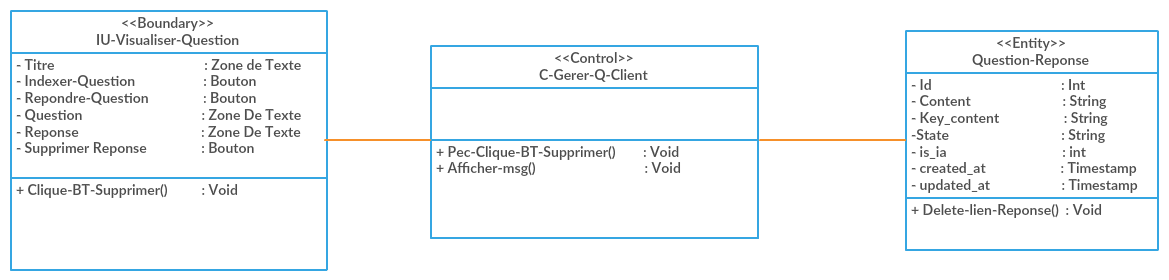 <<Boundary>>
IU-Visualiser-Question
- Titre : Zone de Texte
- Indexer-Question : Bouton
- Repondre-Question : Bouton
- Question : Zone De Texte
- Reponse : Zone De Texte
- Supprimer Reponse : Bouton
+ Clique-BT-Supprimer() : Void
<<Control>>
C-Gerer-Q-Client
+ Pec-Clique-BT-Supprimer() : Void
+ Afficher-msg() : Void
<<Entity>>
Question-Reponse
- Id : Int
- Content : String
- Key_content : String
-State : String
- is_ia : int
- created_at : Timestamp
- updated_at : Timestamp
+ Delete-lien-Reponse() : Void